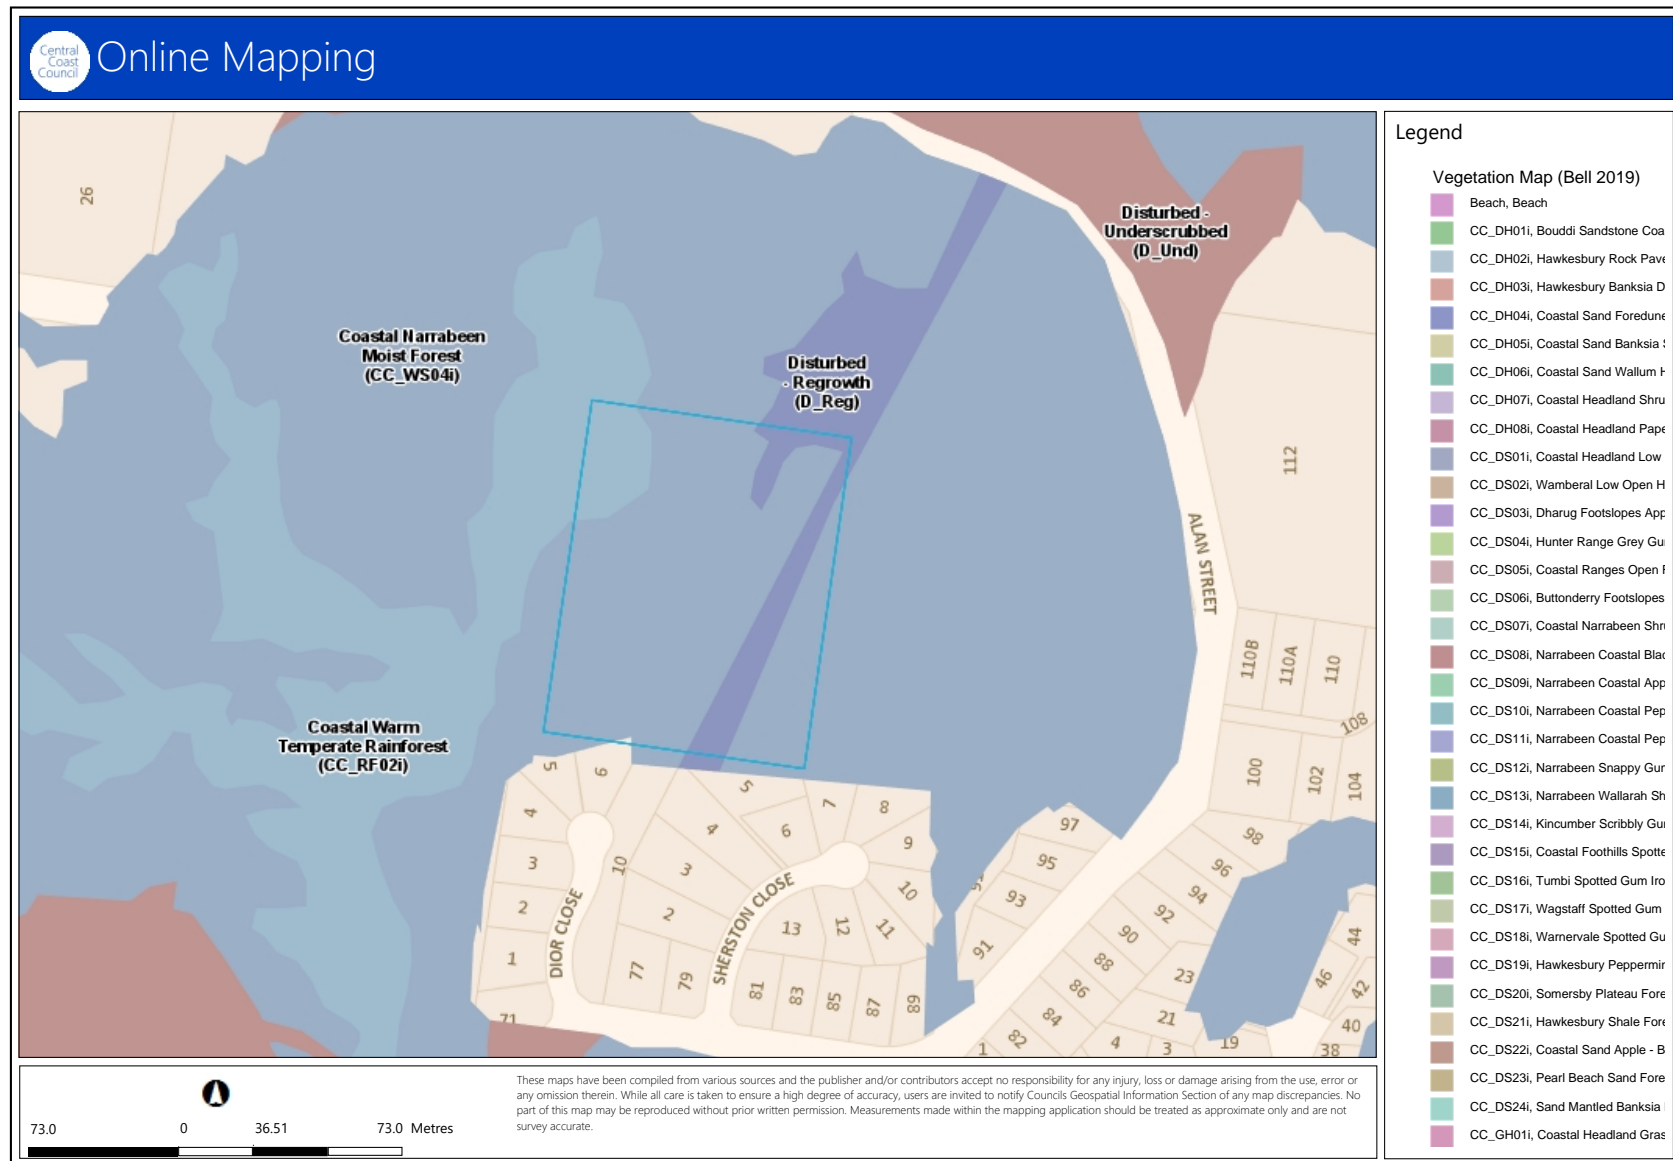 Central
Coast
Council
Online Mapping
26
Coastal Narrabeen
Moist Forest
(CC_WS04i)
Disturbed -
Underscrubbed
(D_Und)
Disturbed
- Regrowth
(D_Reg)
112
ALAN STREET
110B
110A
110
108
Coastal Warm
Temperate Rainforest
(CC_RF02i)
100
102
104
98
96
94
92
90
88
86
84
82
97
95
93
91
5
6
4
3
2
1
71
DIOR CLOSE
10
5
4
3
2
77
79
SHERSTON CLOSE
6
7
8
9
10
11
12
13
81
83
85
87
89
1
4
3
23
21
19
44
46
42
40
38
Legend
Vegetation Map (Bell 2019)
Beach, Beach
CC_DH01i, Bouddi Sandstone Coa
CC_DH02i, Hawkesbury Rock Pave
CC_DH03i, Hawkesbury Banksia D
CC_DH04i, Coastal Sand Foredune
CC_DH05i, Coastal Sand Banksia
CC_DH06i, Coastal Sand Wallum H
CC_DH07i, Coastal Headland Shru
CC_DH08i, Coastal Headland Pape
CC_DS01i, Coastal Headland Low
CC_DS02i, Wamberal Low Open H
CC_DS03i, Dharug Footslopes App
CC_DS04i, Hunter Range Grey Gu
CC_DS05i, Coastal Ranges Open F
CC_DS06i, Buttonderry Footslopes
CC_DS07i, Coastal Narrabeen Shru
CC_DS08i, Narrabeen Coastal Blac
CC_DS09i, Narrabeen Coastal App
CC_DS10i, Narrabeen Coastal Pep
CC_DS11i, Narrabeen Coastal Pep
CC_DS12i, Narrabeen Snappy Gur
CC_DS13i, Narrabeen Wallarah Sh
CC_DS14i, Kincumber Scribbly Gu
CC_DS15i, Coastal Foothills Spotte
CC_DS16i, Tumbi Spotted Gum Iro
CC_DS17i, Wagstaff Spotted Gum
CC_DS18i, Warnervale Spotted Gu
CC_DS19i, Hawkesbury Peppermir
CC_DS20i, Somersby Plateau Fore
CC_DS21i, Hawkesbury Shale Fore
CC_DS22i, Coastal Sand Apple - B
CC_DS23i, Pearl Beach Sand Fore
CC_DS24i, Sand Mantled Banksia
CC_GH01i, Coastal Headland Gras
73.0 0 36.51 73.0 Metres
These maps have been compiled from various sources and the publisher and/or contributors accept no responsibility for any injury, loss or damage arising from the use, error or
any omission therein. While all care is taken to ensure a high degree of accuracy, users are invited to notify Councils Geospatial Information Section of any map discrepancies. No
part of this map may be reproduced without prior written permission. Measurements made within the mapping application should be treated as approximate only and are not
survey accurate.